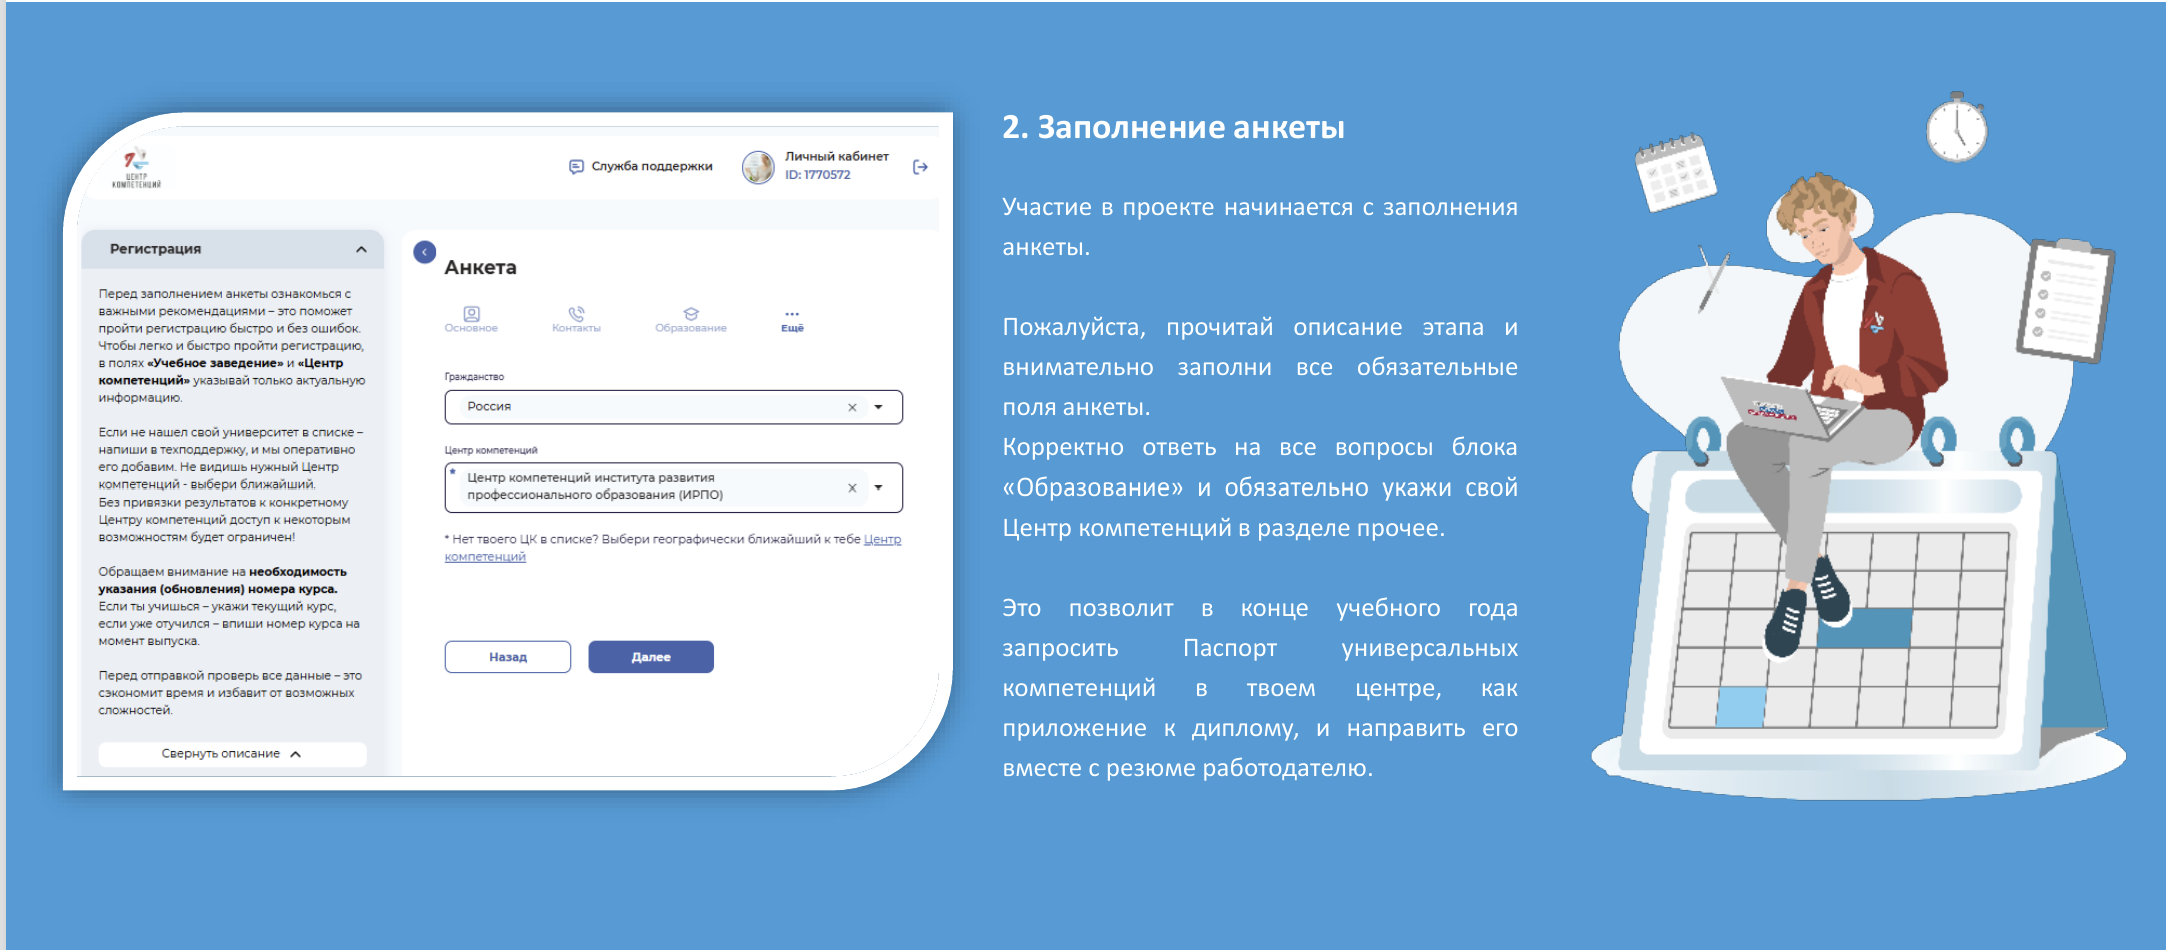 ЦЕНТР
КОМПЕТЕНЦИЙ
Служба поддержки
Личный кабинет
ID: 1770572
Регистрация
Перед заполнением анкеты ознакомься с
важными рекомендациями – это поможет
пройти регистрацию быстро и без ошибок.
Чтобы легко и быстро пройти регистрацию,
в полях «Учебное заведение» и «Центр
компетенций» указывай только актуальную
информацию.
Если не нашел свой университет в списке –
напиши в техподдержку, и мы оперативно
его добавим. Не видишь нужный Центр
компетенций - выбери ближайший.
Без привязки результатов к конкретному
Центру компетенций доступ к некоторым
возможностям будет ограничен!
Обращаем внимание на необходимость
указания (обновления) номера курса.
Если ты учишься – укажи текущий курс,
если уже отучился – впиши номер курса на
момент выпуска.
Перед отправкой проверь все данные – это
сэкономит время и избавит от возможных
сложностей.
Свернуть описание
Анкета
Основное
Контакты
Образование
Ещё
Гражданство
Россия
Центр компетенций
* Центр компетенций института развития
профессионального образования (ИРПО)
* Нет твоего ЦК в списке? Выбери географически ближайший к тебе Центр
компетенций
Назад
Далее
2. Заполнение анкеты
Участие в проекте начинается с заполнения
анкеты.
Пожалуйста, прочитай описание этапа и
внимательно заполни все обязательные
поля анкеты.
Корректно ответь на все вопросы блока
«Образование» и обязательно укажи свой
Центр компетенций в разделе прочее.
Это позволит в конце учебного года
запросить Паспорт универсальных
компетенций в твоем центре, как
приложение к диплому, и направить его
вместе с резюме работодателю.